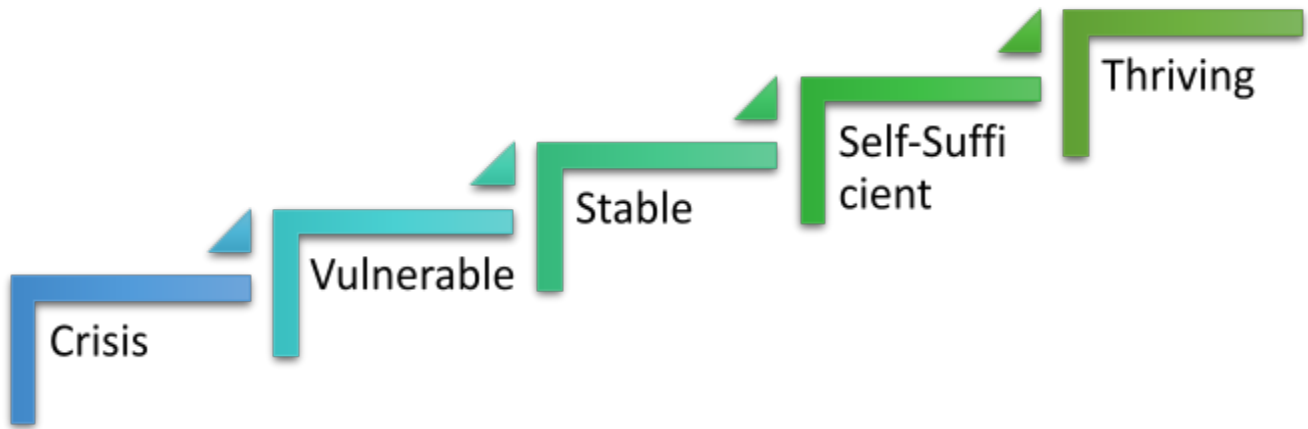 Crisis
Vulnerable
Stable
Self-Suffi
cient
Thriving